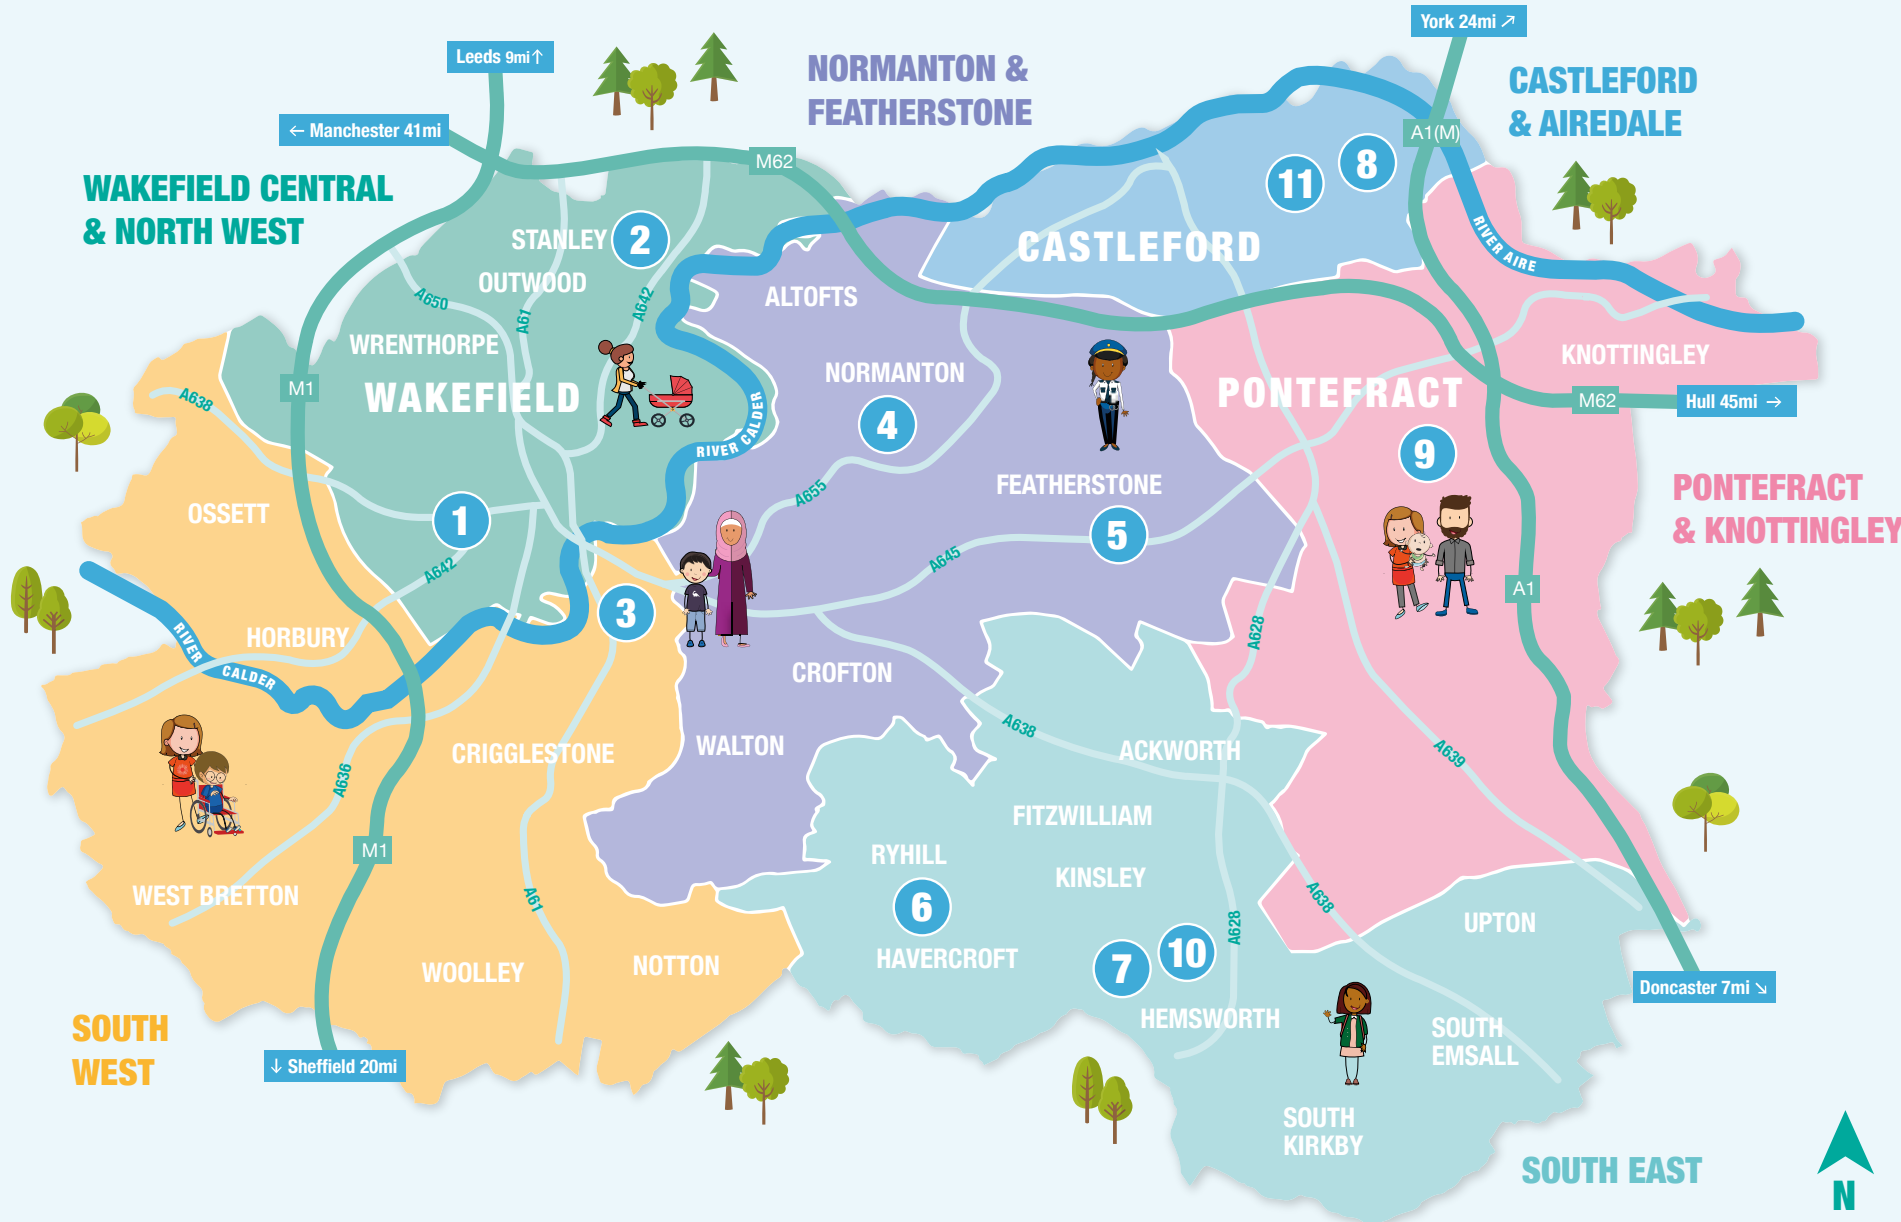 York 24mi ↗
Leeds 9mi ↑
NORMANTON &
FEATHERSTONE
CASTLEFORD
& AIREDALE
← Manchester 41mi
A1(M)
M62
WAKEFIELD CENTRAL
& NORTH WEST
11
8
STANLEY
2
OUTWOOD
CASTLEFORD
RIVER AIRE
A650
A61
A642
ALTOFTS
WRENTHORPE
NORMANTON
KNOTTINGLEY
M1
WAKEFIELD
PONTEFRACT
M62
Hull 45mi →
A638
RIVER CALDER
4
9
OSSETT
A655
FEATHERSTONE
PONTEFRACT
& KNOTTINGLEY
1
5
A642
A645
A1
3
HORBURY
RIVER
CALDER
A628
CROFTON
A638
CRIGGLESTONE
WALTON
ACKWORTH
A639
A636
FITZWILLIAM
M1
RYHILL
KINSLEY
WEST BRETTON
A61
6
A638
A628
UPTON
HAVERCROFT
7
10
WOOLLEY
NOTTON
Doncaster 7mi ↘
HEMSWORTH
SOUTH
EMSALL
SOUTH
WEST
↓ Sheffield 20mi
SOUTH
KIRKBY
SOUTH EAST
N